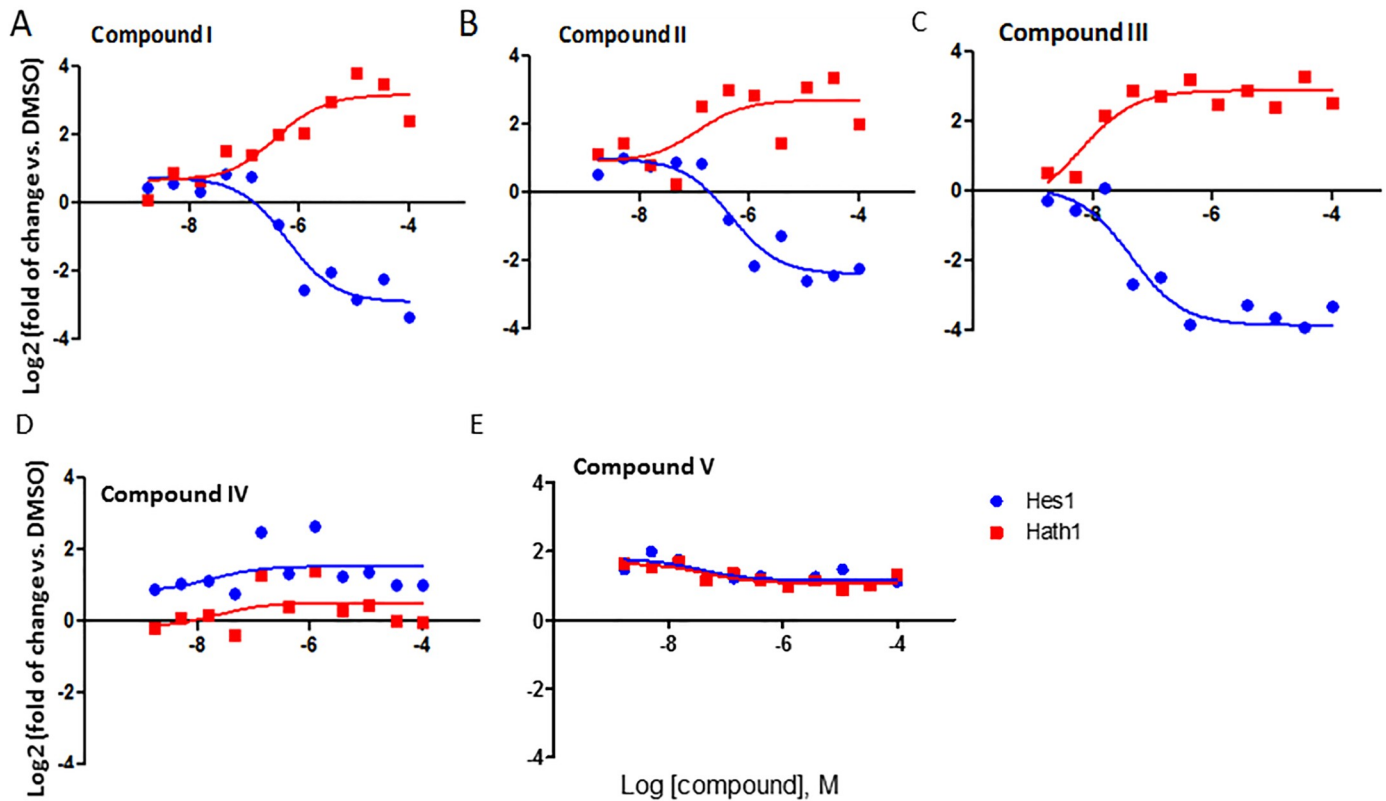 A
Compound I
Log2 (fold of change vs. DMSO)
4
2
0
-2
-4
-8
-6
-4
B
Compound II
4
2
0
-2
-4
-8
-6
-4
C
Compound III
4
2
0
-2
-4
-8
-6
-4
D
Compound IV
Log2 (fold of change vs. DMSO)
4
2
0
-2
-4
-8
-6
-4
E
Compound V
4
2
0
-2
-4
-8
-6
-4
Hes1
Hath1
Log [compound], M